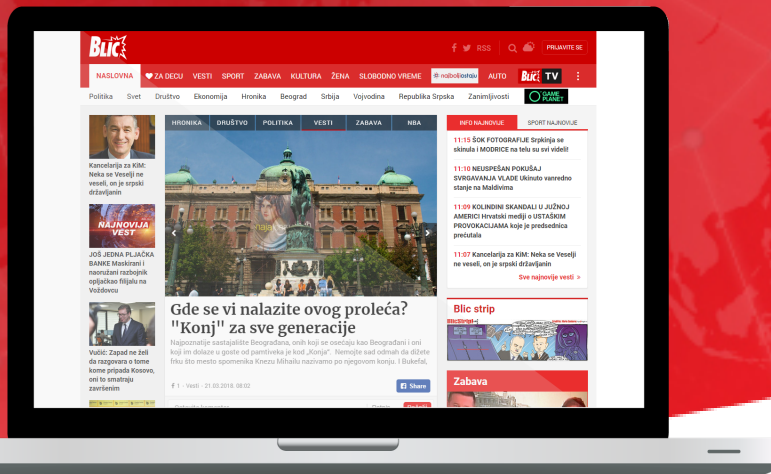 Blic
RSS
PRIJAVITE SE
NASLOVNA
ZA DECU
VESTI
SPORT
ZABAVA
KULTURA
ŽENA
SLOBODNO VREME
najboljiostaju
AUTO
Blic TV
Politika
Svet
Društvo
Ekonomija
Hronika
Beograd
Srbija
Vojvodina
Republika Srpska
Zanimljivosti
GAME PLANET
Kancelarija za KiM:
Neka se Veselji ne
veseli, on je srpski
državljanin
NAJNOVIJA
VEST
JOŠ JEDNA PLJAČKA
BANKE Maskirani i
naoružani razbojnik
opljačkao filijalu na
Voždovcu
Vučić: Zapad ne želi
da razgovara o tome
kome pripada Kosovo,
oni to smatraju
završenim
HRONIKA
DRUŠTVO
POLITIKA
VESTI
ZABAVA
NBA
Gde se vi nalazite ovog proleća?
"Konj" za sve generacije
Najpoznatije sastajalište Beograđana, onih koji se osećaju kao Beograđani i oni
koji im dolaze u goste od pamtiveka je kod „Konja". Nemojte sad odmah da dižete
frku što mesto spomenika Knezu Mihailu nazivamo po njegovom konju. I Bukefal,
1 - Vesti - 21.03.2018. 08:02
Share
INFO NAJNOVIJE
SPORT NAJNOVIJE
11:15 ŠOK FOTOGRAFIJE Srpkinja se
skinula i MODRICE na telu su svi videli!
11:10 NEUSPEŠAN POKUŠAJ
SVRGAVANJA VLADE Ukinuto vanredno
stanje na Maldivima
11:09 KOLINDINI SKANDALI U JUŽNOJ
AMERICI Hrvatski mediji o USTAŠKIM
PROVOKACIJAMA koje je predsednica
prećutala
11:07 Kancelarija za KiM: Neka se Veselji
ne veseli, on je srpski državljanin
Sve najnovije vesti »
Blic strip
Zabava